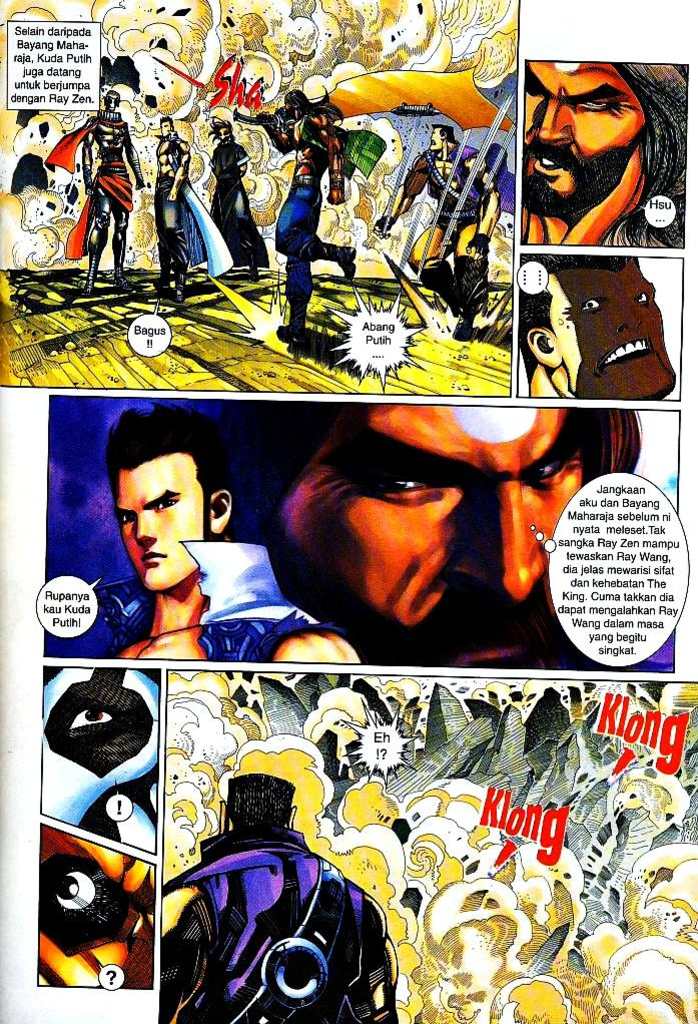 Selain daripada
Bayang Maha-
raja, Kuda Putih
juga datang
untuk berjumpa
dengan Ray Zen.
Sha
Bagus
!!
Abang
Putih
....
Hsu
...
Jangkaan
aku dan Bayang
Maharaja sebelum ni
nyata meleset.Tak
sangka Ray Zen mampu
tewaskan Ray Wang,
dia jelas mewarisi sifat
dan kehebatan The
King. Cuma takkan dia
dapat mengalahkan Ray
Wang dalam masa
yang begitu
singkat.
Rupanya
kau Kuda
Putih!
!
?
Eh
!?
Klong
Klong